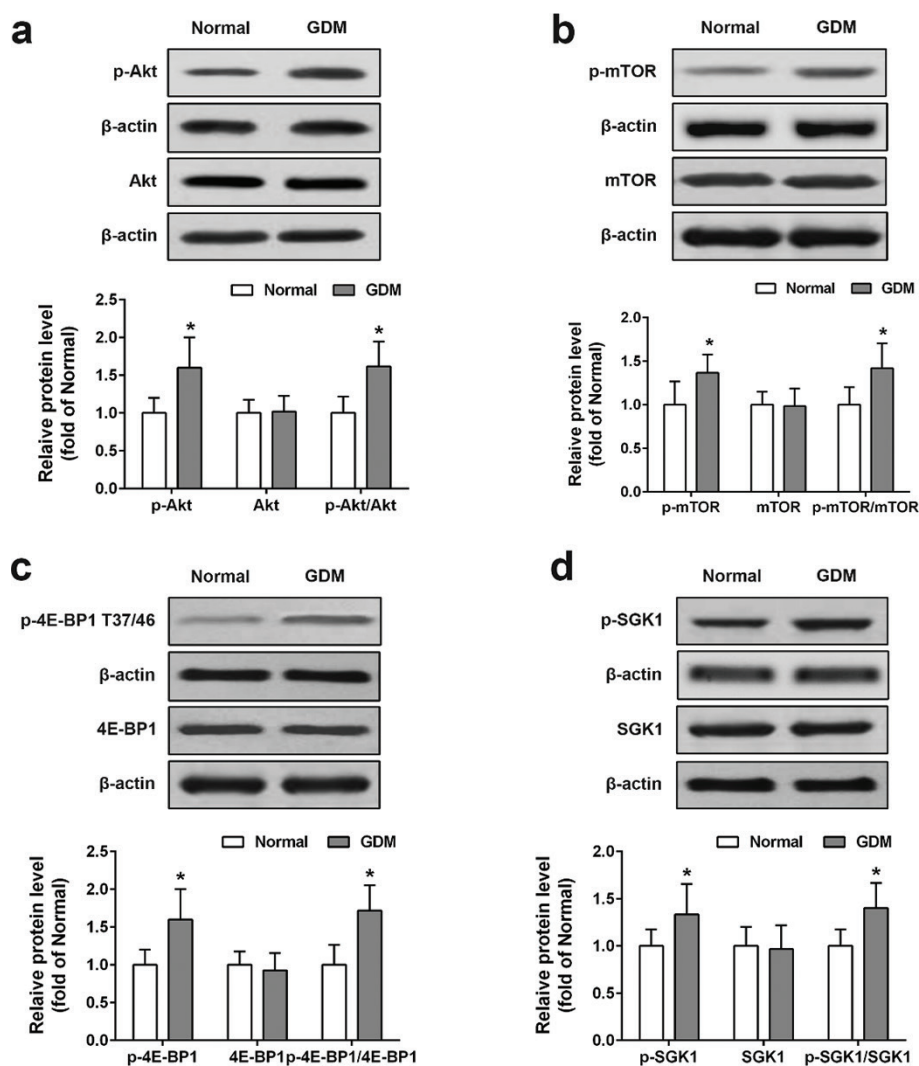 a
Normal GDM
p-Akt
β-actin
Akt
β-actin
Normal GDM
Relaive protein level
(fold of Normal)
2.5
2.0
1.5
1.0
0.5
0.0
* *
p-Akt Akt p-Akt/Akt
b
Normal GDM
p-mTOR
β-actin
mTOR
β-actin
Normal GDM
Relaive protein level
(fold of Normal)
2.0
1.5
1.0
0.5
0.0
* *
p-mTOR mTOR p-mTOR/mTOR
c
Normal GDM
p-4E-BP1 T37/46
β-actin
4E-BP1
β-actin
Normal GDM
Relaive protein level
(fold of Normal)
2.5
2.0
1.5
1.0
0.5
0.0
* *
p-4E-BP1 4E-BP1 p-4E-BP1/4E-BP1
d
Normal GDM
p-SGK1
β-actin
SGK1
β-actin
Normal GDM
Relaive protein level
(fold of Normal)
2.0
1.5
1.0
0.5
0.0
* *
p-SGK1 SGK1 p-SGK1/SGK1